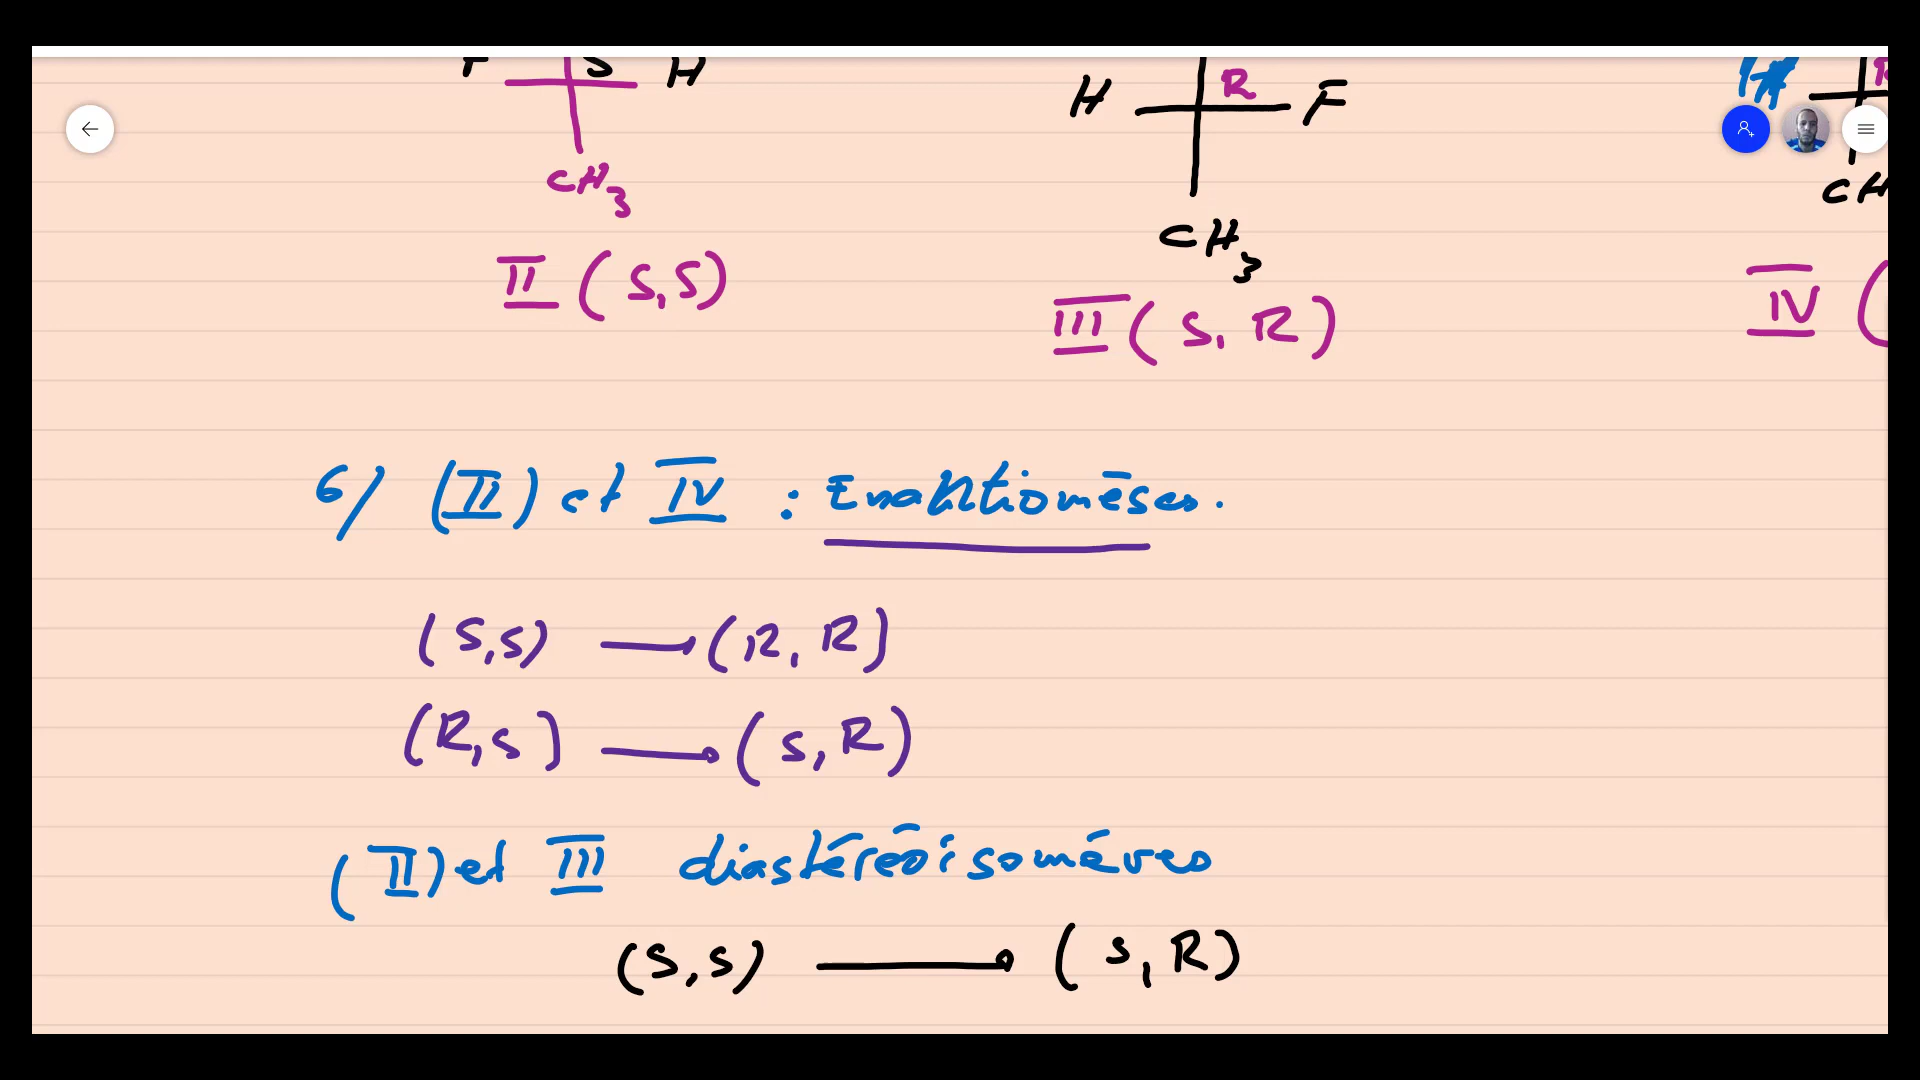 F S H
H R F
CH3
CH3
II (S,S)
III (S, R)
IV (
6/ (II) et IV : Enantiomères.
(S,S) → (R, R)
(R,S) → (S, R)
(II) et III diastéréoisomères
(S,S) → (S, R)